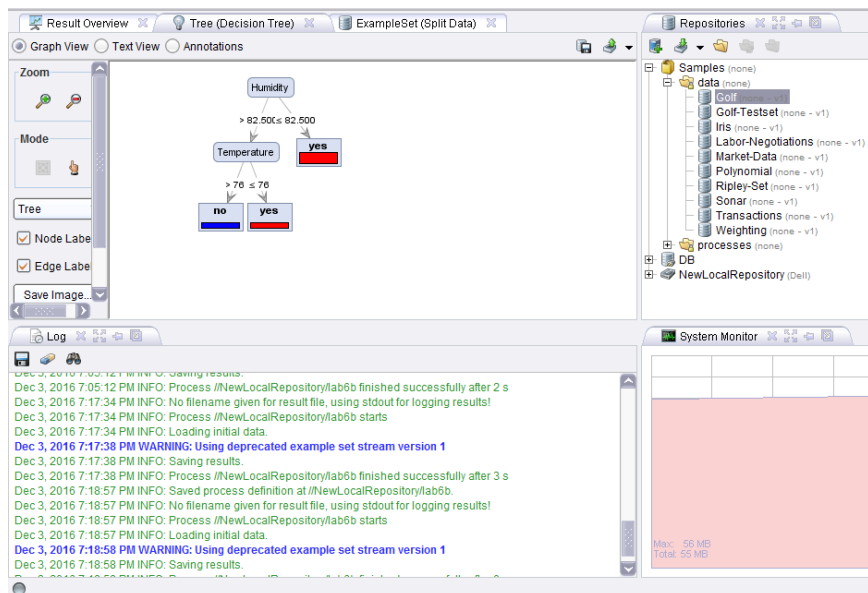 Result Overview
Tree (Decision Tree)
ExampleSet (Split Data)
Graph View Text View Annotations
Zoom
Mode
Tree
Node Labe
Edge Labe
Save Image...
Humidity
> 82.500 ≤ 82.500
Temperature
yes
> 76 ≤ 76
no
yes
Repositories
Samples (none)
data (none)
Golf (none - v1)
Golf-Testset (none - v1)
Iris (none - v1)
Labor-Negotiations (none - v1)
Market-Data (none - v1)
Polynomial (none - v1)
Ripley-Set (none - v1)
Sonar (none - v1)
Transactions (none - v1)
Weighting (none - v1)
processes (none)
DB
NewLocalRepository (Dell)
Log
Dec 3, 2016 7:05:12 PM INFO: Saving results.
Dec 3, 2016 7:05:12 PM INFO: Process //NewLocalRepository/lab6b finished successfully after 2 s
Dec 3, 2016 7:17:34 PM INFO: No filename given for result file, using stdout for logging results!
Dec 3, 2016 7:17:34 PM INFO: Process //NewLocalRepository/lab6b starts
Dec 3, 2016 7:17:34 PM INFO: Loading initial data.
Dec 3, 2016 7:17:38 PM WARNING: Using deprecated example set stream version 1
Dec 3, 2016 7:17:38 PM INFO: Saving results.
Dec 3, 2016 7:17:38 PM INFO: Process //NewLocalRepository/lab6b finished successfully after 3 s
Dec 3, 2016 7:18:57 PM INFO: Saved process definition at //NewLocalRepository/lab6b.
Dec 3, 2016 7:18:57 PM INFO: No filename given for result file, using stdout for logging results!
Dec 3, 2016 7:18:57 PM INFO: Process //NewLocalRepository/lab6b starts
Dec 3, 2016 7:18:57 PM INFO: Loading initial data.
Dec 3, 2016 7:18:58 PM WARNING: Using deprecated example set stream version 1
Dec 3, 2016 7:18:58 PM INFO: Saving results.
System Monitor
Max: 56 MB
Total: 55 MB